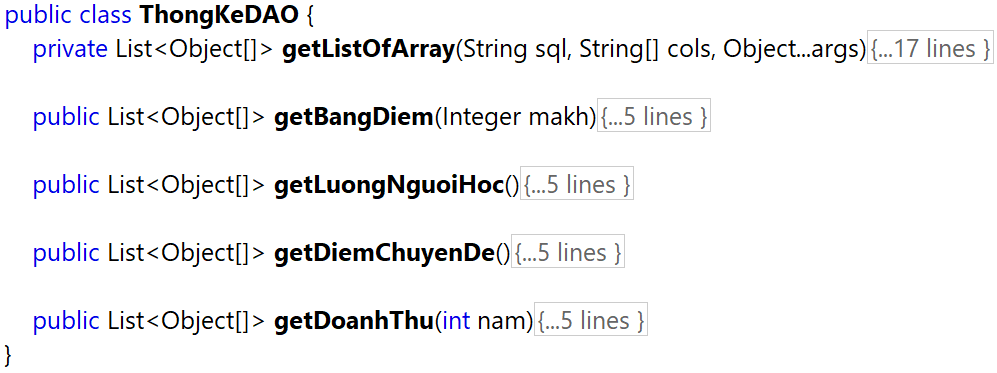 public class ThongKeDAO {
private List<Object[]> getListOfArray(String sql, String[] cols, Object...args){...17 lines }
public List<Object[]> getBangDiem(Integer makh){...5 lines }
public List<Object[]> getLuongNguoiHoc(){...5 lines }
public List<Object[]> getDiemChuyenDe(){...5 lines }
public List<Object[]> getDoanhThu(int nam){...5 lines }
}